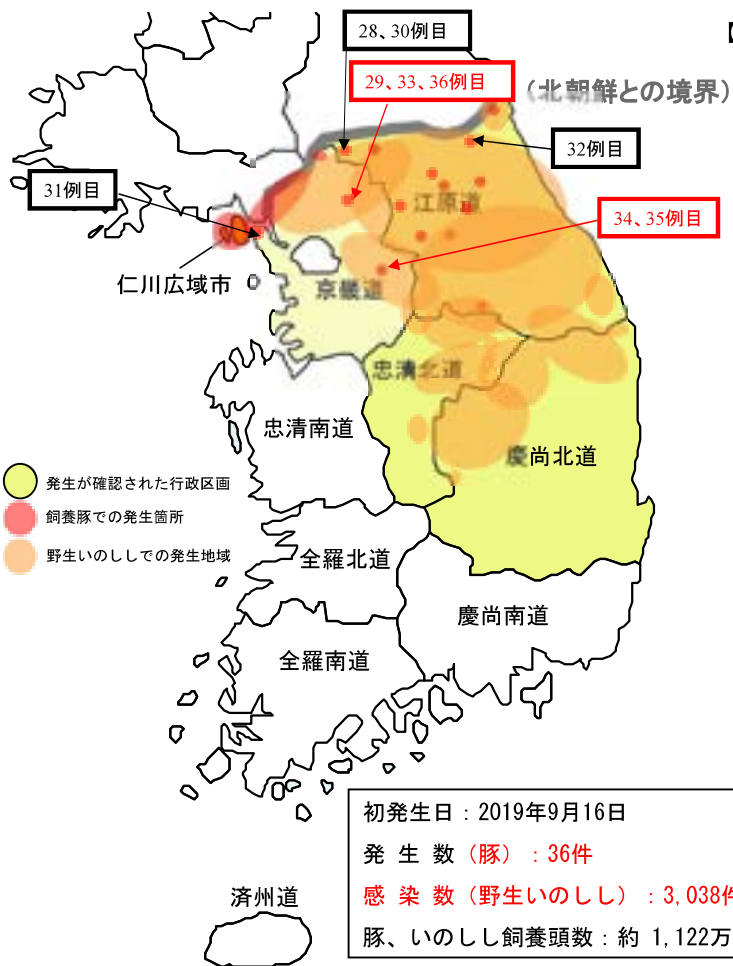 【
28、30例目
29、33、36例目
(北朝鮮との境界)
32例目
31例目
江原道
34、35例目
仁川広域市
京畿道
忠清北道
忠清南道
慶尚北道
発生が確認された行政区画
飼養豚での発生箇所
野生いのししでの発生地域
全羅北道
慶尚南道
全羅南道
初発生日：2019年9月16日
発生数（豚）：36件
感染数（野生いのしし）：3,038件
豚、いのしし飼養頭数：約 1,122万
済州道